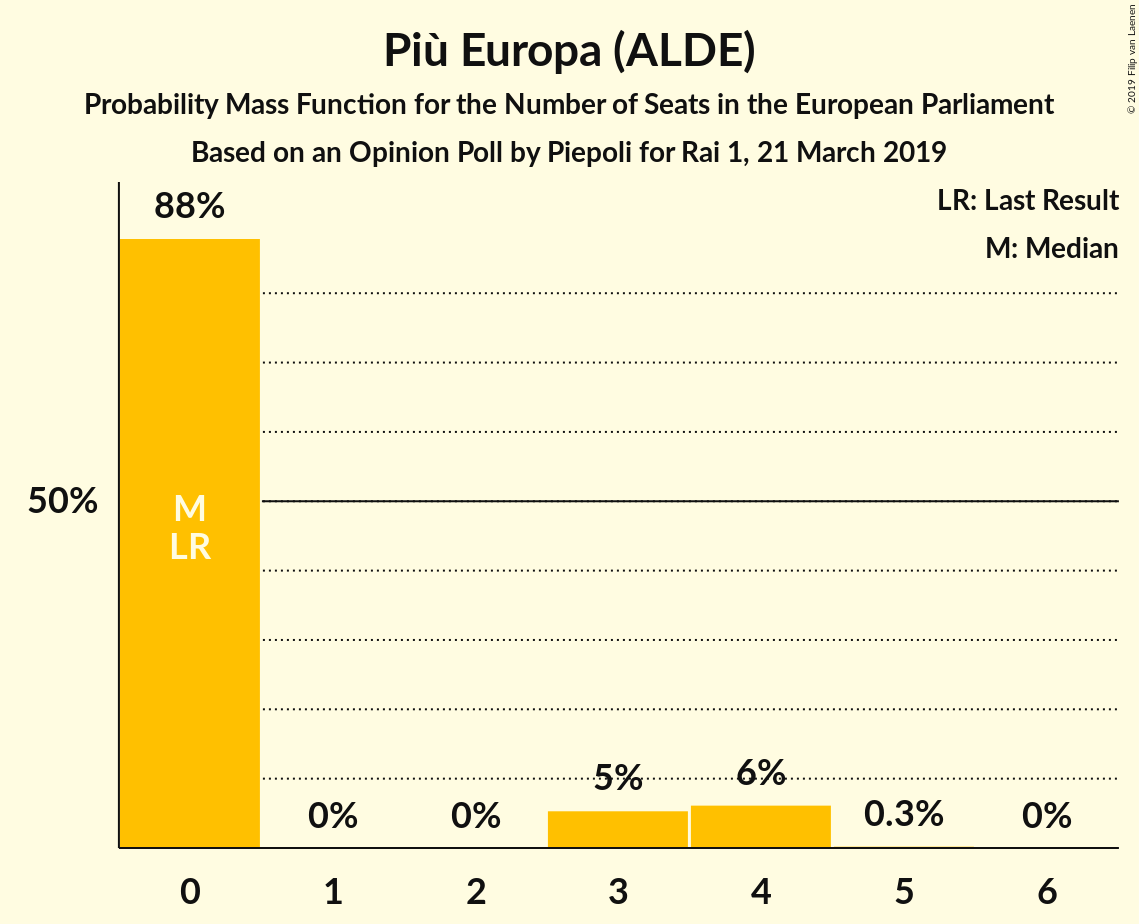 Più Europa (ALDE)
Probability Mass Function for the Number of Seats in the European Parliament
Based on an Opinion Poll by Piepoli for Rai 1, 21 March 2019
© 2019 Filip van Laenen
LR: Last Result
M: Median
88%
50%
M
LR
0%
0%
5%
6%
0.3%
0%
0
1
2
3
4
5
6